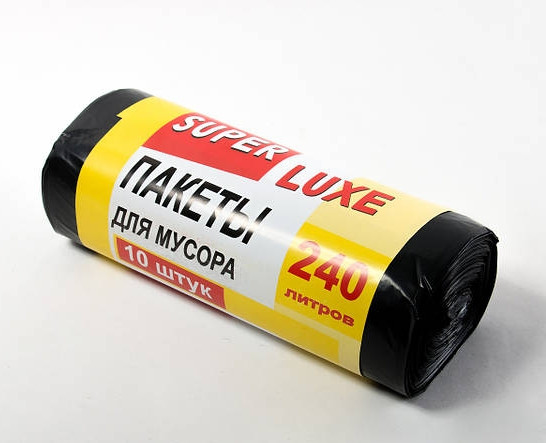 SUPER
LUXE
ПАКЕТЫ
ДЛЯ МУСОРА
10 штук
240
литров